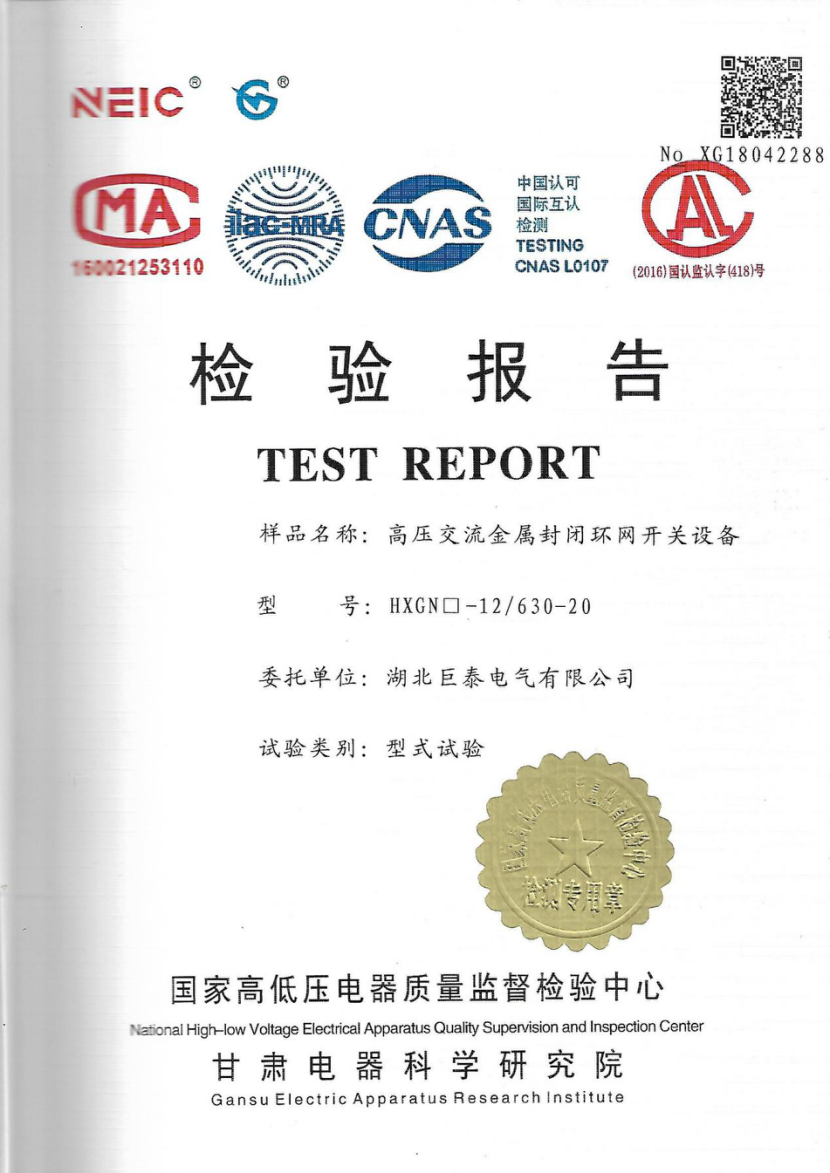 NEIC®
®
No XG18042288
MA
160021253110
ilac-MRA
CNAS
中国认可
国际互认
检测
TESTING
CNAS L0107
CAL
(2016)国认监认字(418)号
检验报告
TEST REPORT
样品名称：高压交流金属封闭环网开关设备
型 号：HXGN□-12/630-20
委托单位：湖北巨泰电气有限公司
试验类别：型式试验
检测专用章
国家高低压电器质量监督检验中心
National High-low Voltage Electrical Apparatus Quality Supervision and Inspection Center
甘肃电器科学研究院
Gansu Electric Apparatus Research Institute